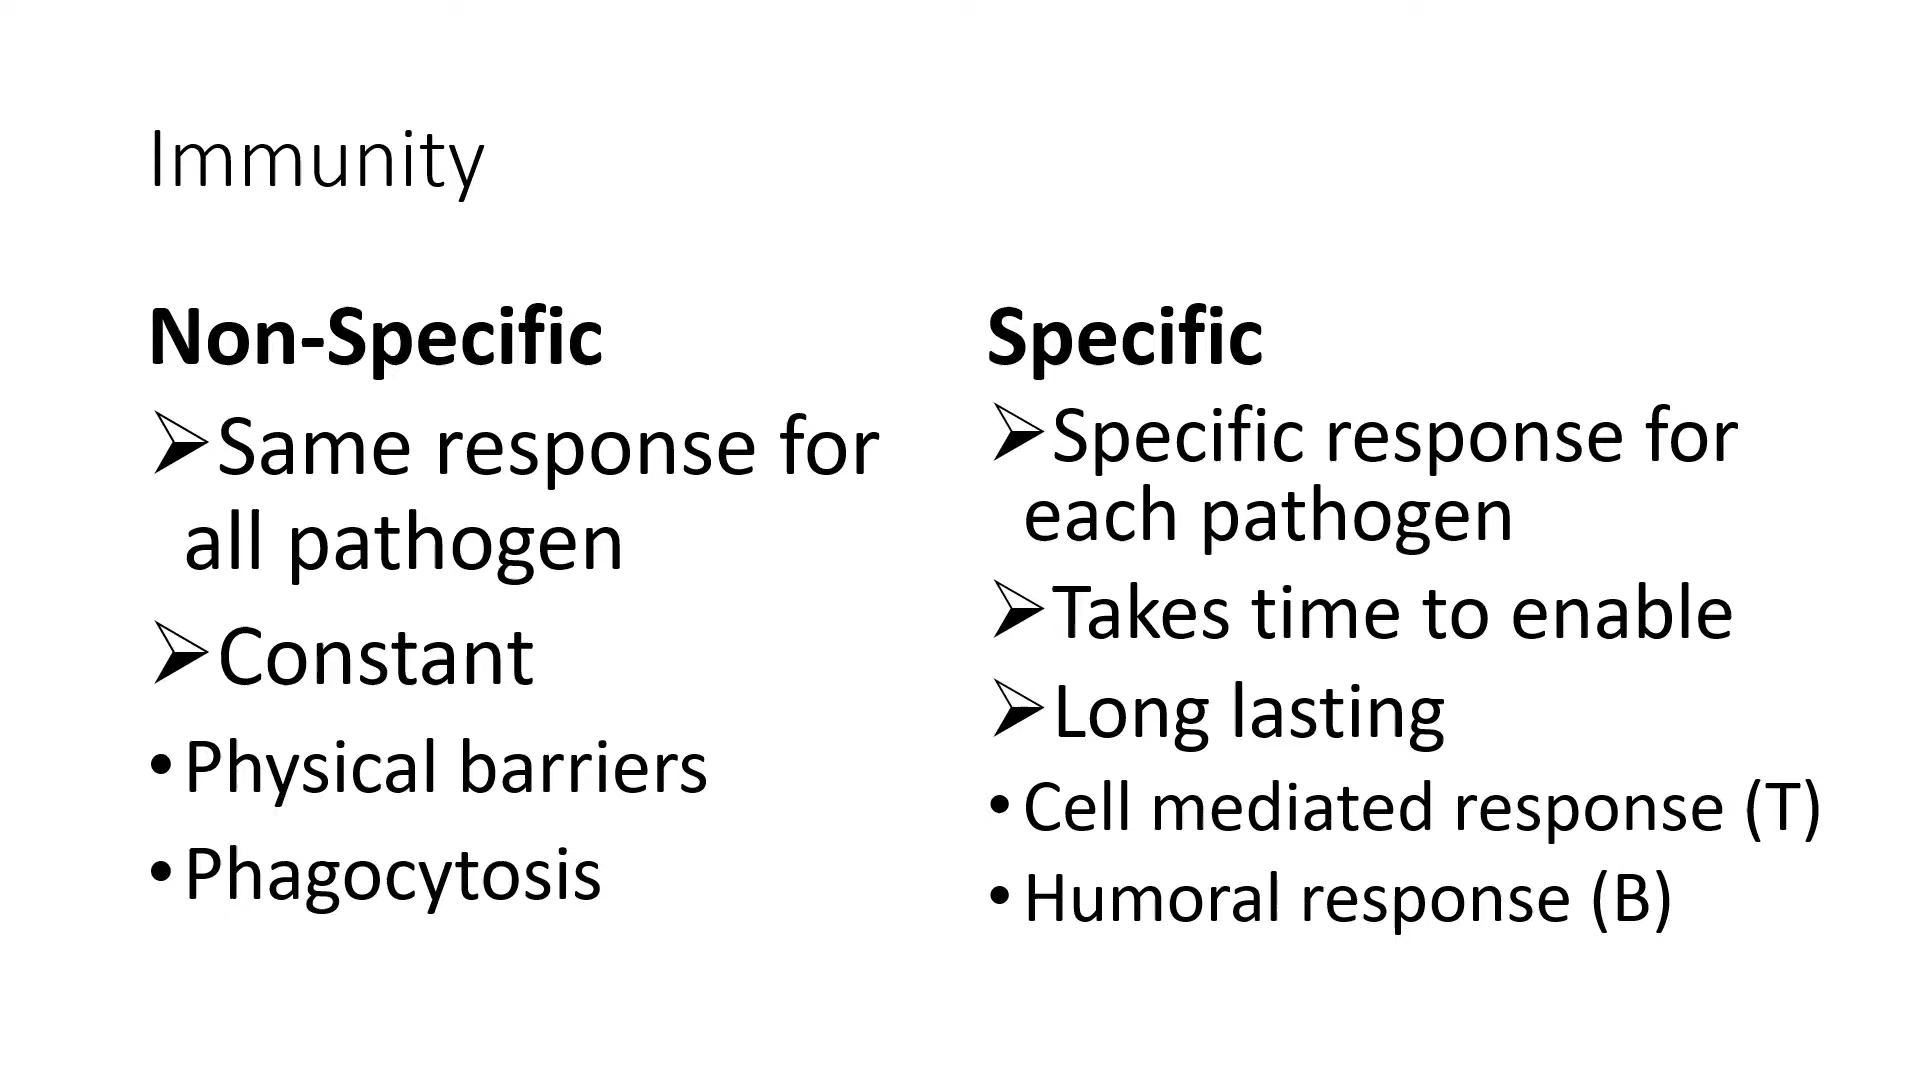 Immunity
Non-Specific
➢Same response for
all pathogen
➢Constant
• Physical barriers
• Phagocytosis
Specific
➢Specific response for
each pathogen
➢Takes time to enable
➢Long lasting
• Cell mediated response (T)
• Humoral response (B)